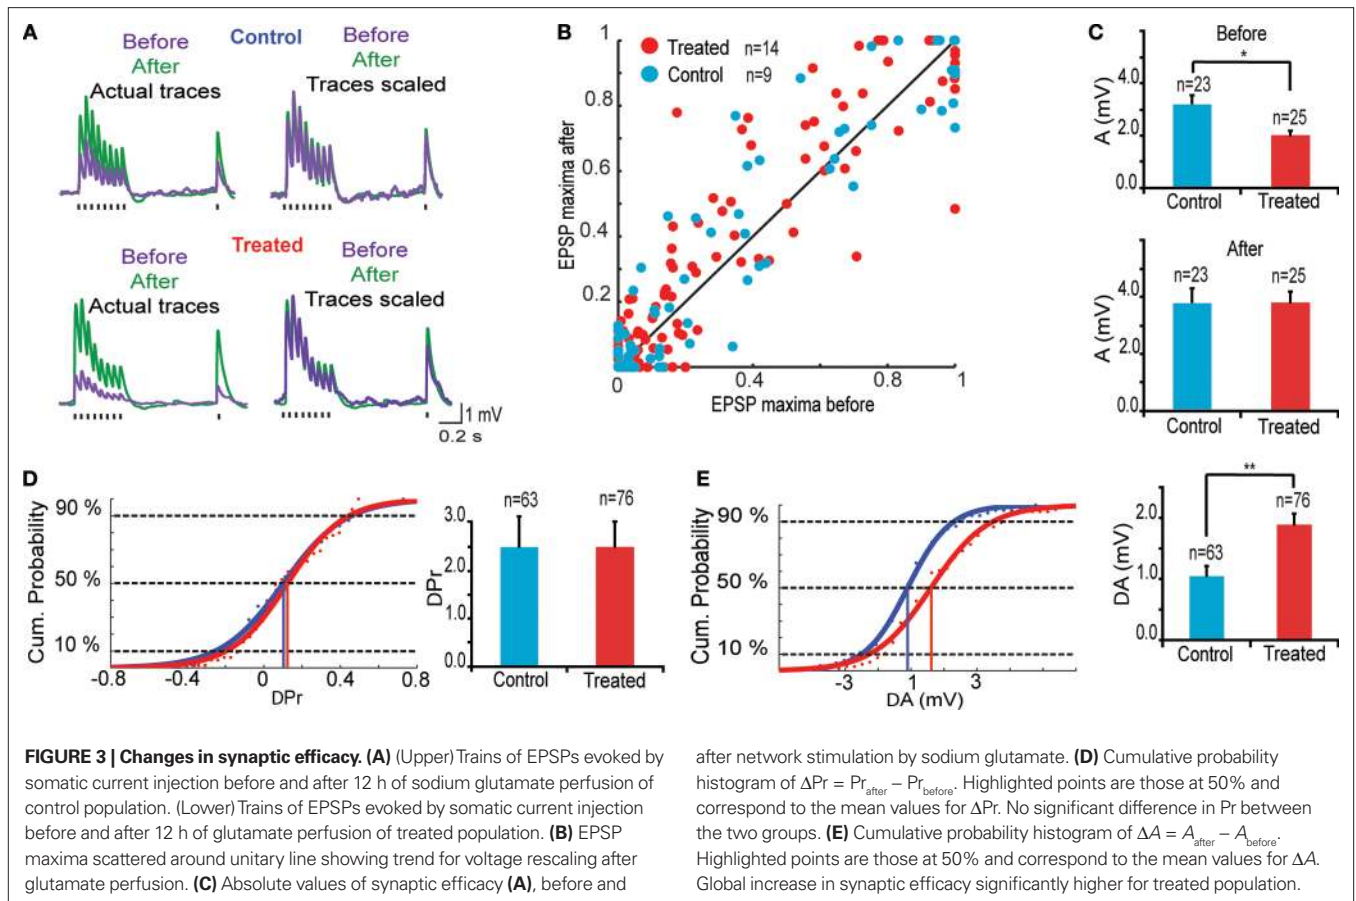 A
Before
After
Actual traces
Control
Before
After
Traces scaled
Treated
Before
After
Actual traces
Before
After
Traces scaled
1 mV
0.2 s
B
EPSP maxima after
1
0.8
0.6
0.4
0.2
Treated n=14
Control n=9
0 0.4 0.8 1
EPSP maxima before
C
Before
*
A (mV)
4.0
2.0
0.0
n=23
n=25
Control Treated
After
A (mV)
4.0
2.0
0.0
n=23 n=25
Control Treated
D
Cum. Probability
90 %
50 %
10 %
-0.8 -0.4 0 0.4 0.8
DPr
DPr
3.0
2.0
1.0
0.0
n=63 n=76
Control Treated
E
Cum. Probability
90 %
50 %
10 %
-3 1 3
DA (mV)
**
DA (mV)
2.0
1.0
0.0
n=63
n=76
Control Treated
FIGURE 3 | Changes in synaptic efficacy. (A) (Upper) Trains of EPSPs evoked by
somatic current injection before and after 12 h of sodium glutamate perfusion of
control population. (Lower) Trains of EPSPs evoked by somatic current injection
before and after 12 h of glutamate perfusion of treated population. (B) EPSP
maxima scattered around unitary line showing trend for voltage rescaling after
glutamate perfusion. (C) Absolute values of synaptic efficacy (A), before and
after network stimulation by sodium glutamate. (D) Cumulative probability
histogram of ΔPr = Pr_after − Pr_before. Highlighted points are those at 50% and
correspond to the mean values for ΔPr. No significant difference in Pr between
the two groups. (E) Cumulative probability histogram of ΔA = A_after − A_before.
Highlighted points are those at 50% and correspond to the mean values for ΔA.
Global increase in synaptic efficacy significantly higher for treated population.